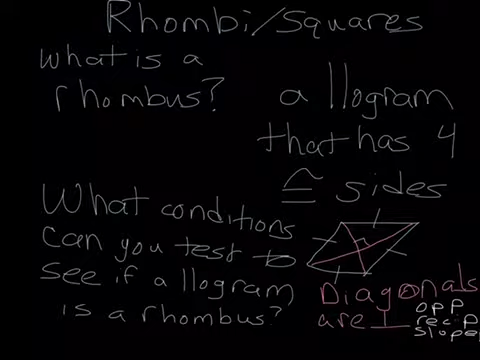 Rhombi/squares
what is a
rhombus?
a llogram
that has 4
≅ sides
What conditions
can you test to
see if a llogram
is a rhombus?
Diagonals
are ⊥
opp
recip
slopes